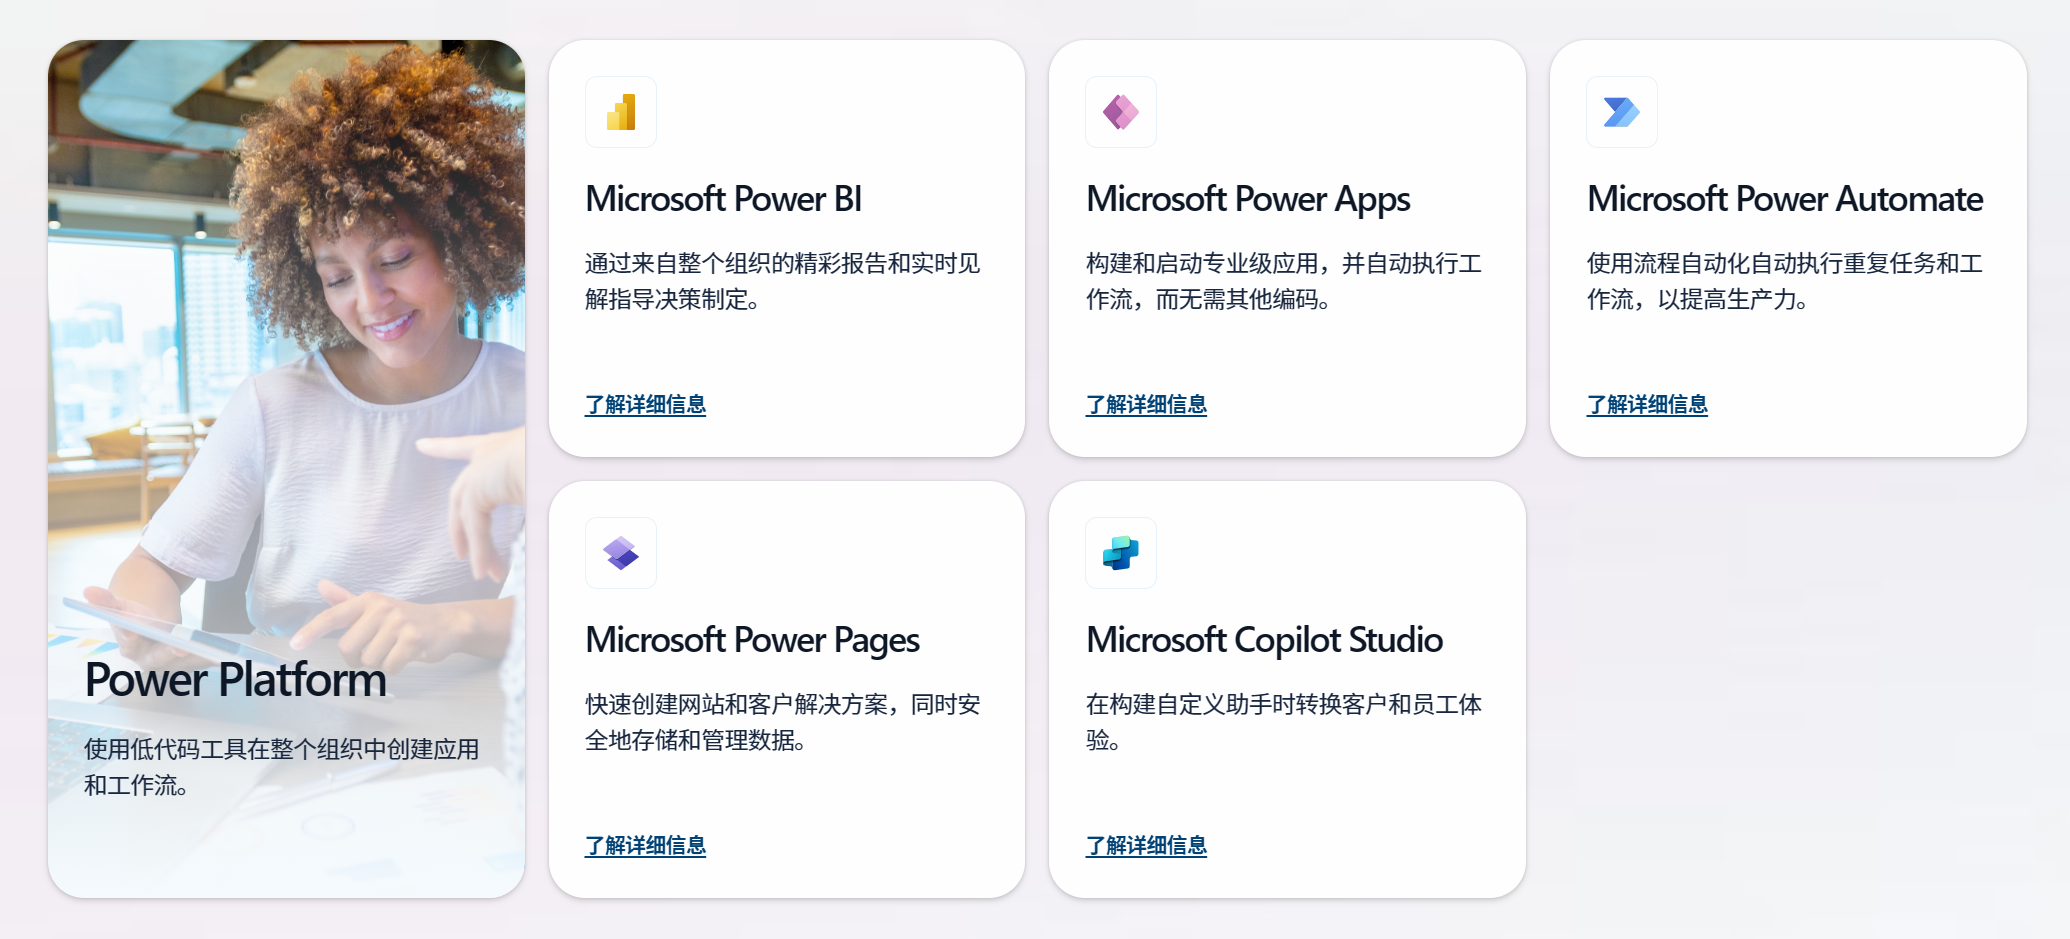 Power Platform
使用低代码工具在整个组织中创建应用
和工作流。
Microsoft Power BI
通过来自整个组织的精彩报告和实时见
解指导决策制定。
了解详细信息
Microsoft Power Apps
构建和启动专业级应用，并自动执行工
作流，而无需其他编码。
了解详细信息
Microsoft Power Automate
使用流程自动化自动执行重复任务和工
作流，以提高生产力。
了解详细信息
Microsoft Power Pages
快速创建网站和客户解决方案，同时安
全地存储和管理数据。
了解详细信息
Microsoft Copilot Studio
在构建自定义助手时转换客户和员工体
验。
了解详细信息